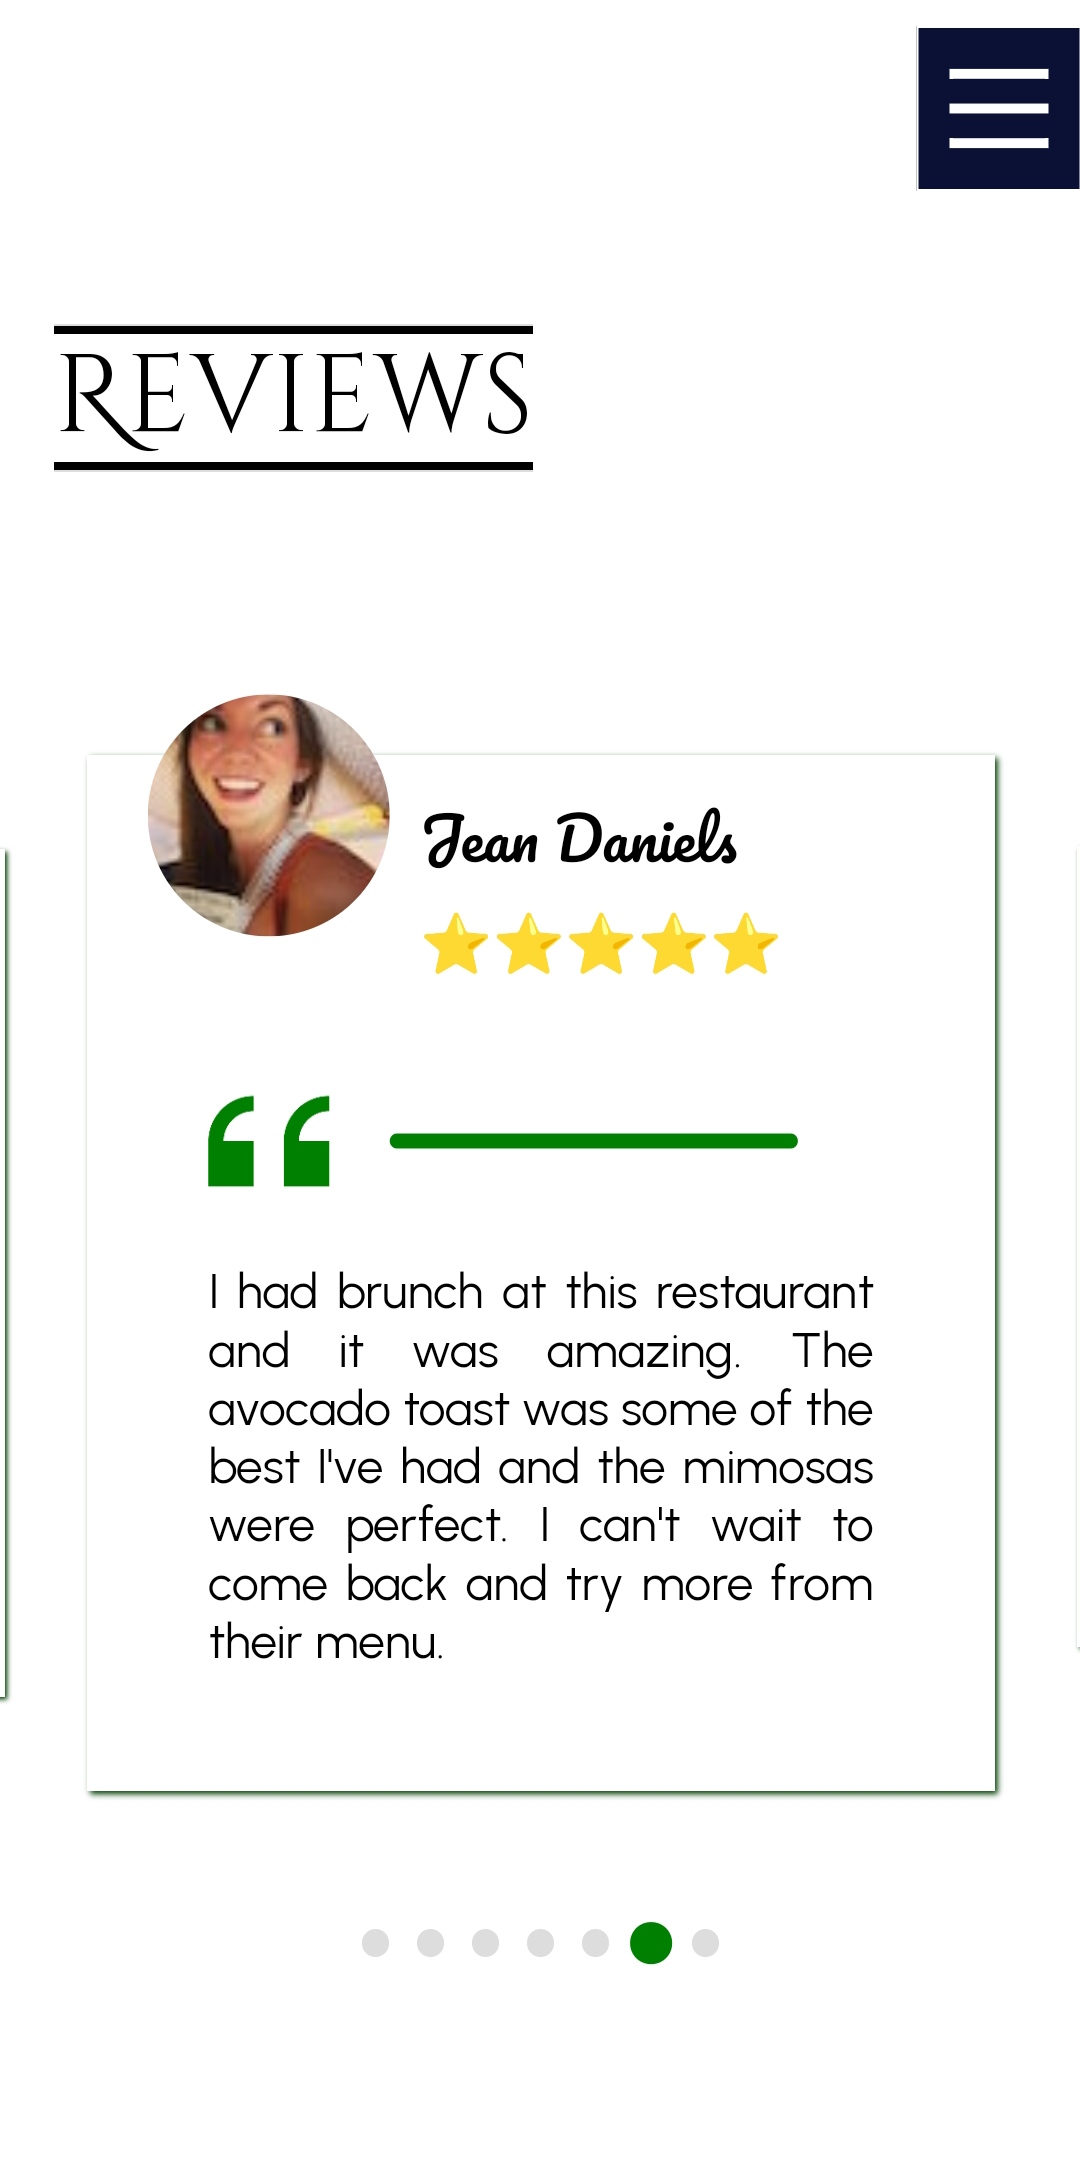 REVIEWS
Jean Daniels
I had brunch at this restaurant
and it was amazing. The
avocado toast was some of the
best I've had and the mimosas
were perfect. I can't wait to
come back and try more from
their menu.